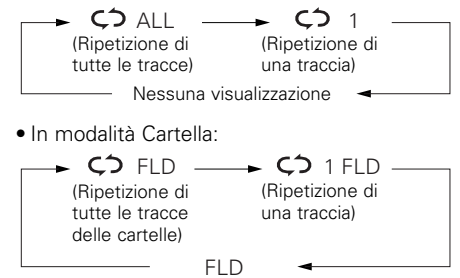 ALL
1
(Ripetizione di
tutte le tracce)
(Ripetizione di
una traccia)
Nessuna visualizzazione
• In modalità Cartella:
FLD
1 FLD
(Ripetizione di
tutte le tracce
delle cartelle)
(Ripetizione di
una traccia)
FLD